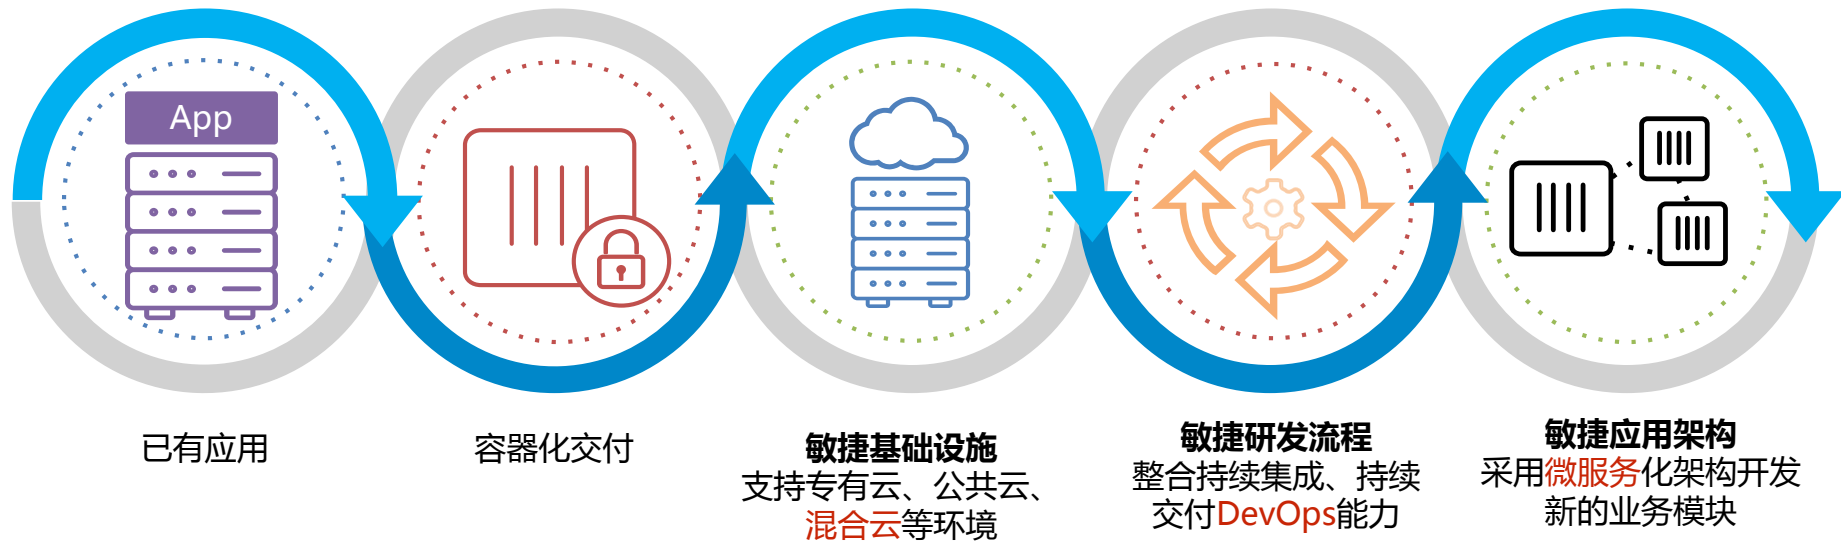 App
已有应用
容器化交付
敏捷基础设施
支持专有云、公共云、
混合云等环境
敏捷研发流程
整合持续集成、持续
交付DevOps能力
敏捷应用架构
采用微服务化架构开发
新的业务模块